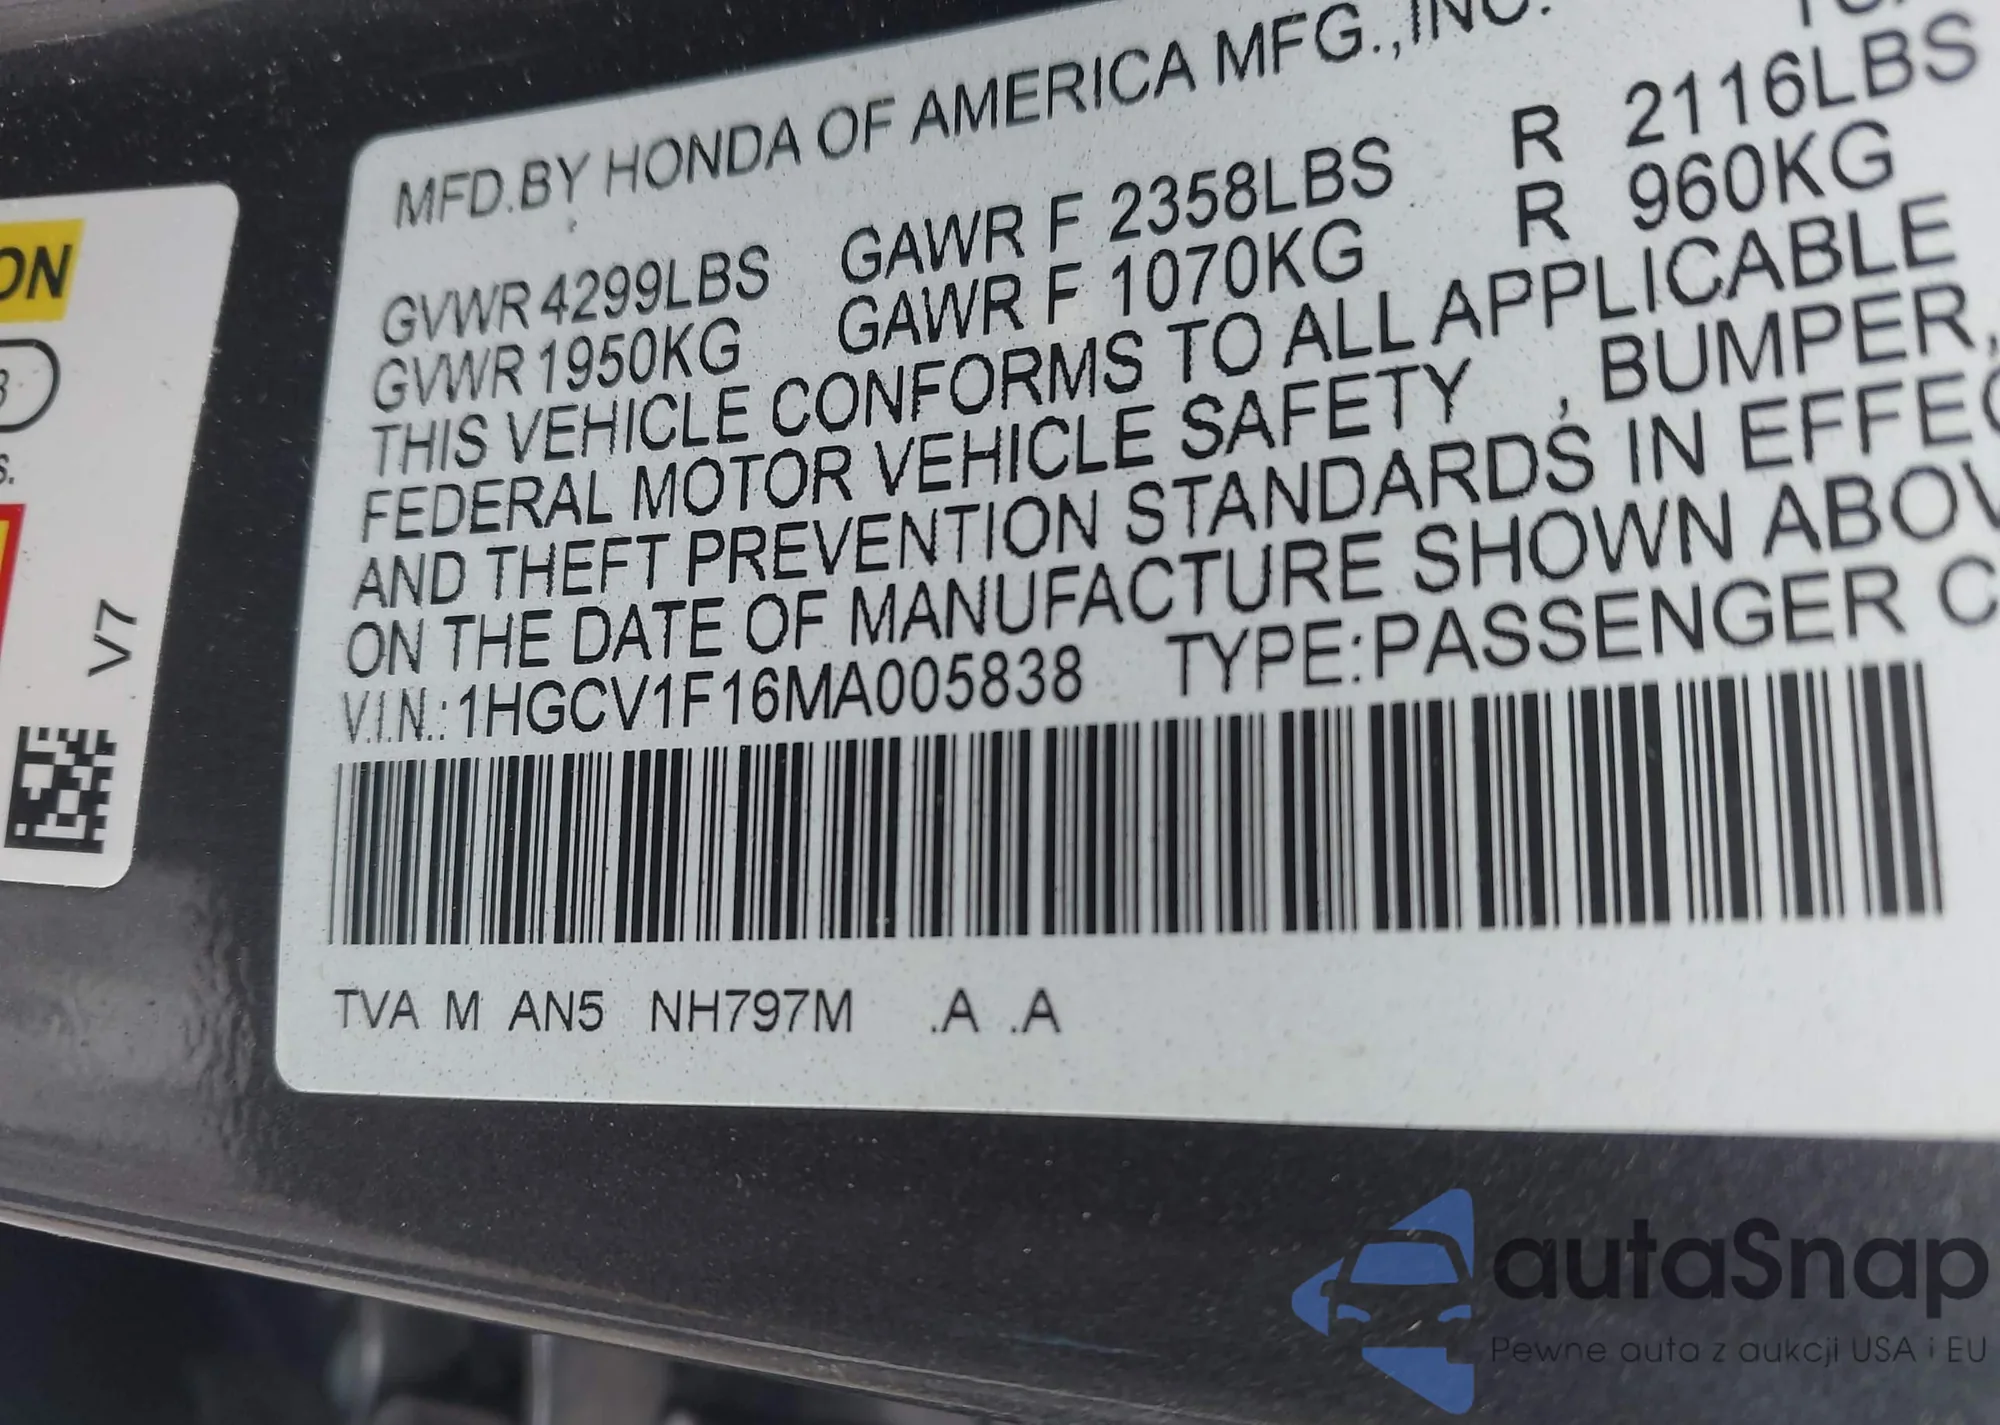 MFD.BY HONDA OF AMERICA MFG.,INC.
GVWR 4299LBS GAWR F 2358LBS R 2116LBS
GVWR 1950KG GAWR F 1070KG R 960KG
THIS VEHICLE CONFORMS TO ALL APPLICABLE
FEDERAL MOTOR VEHICLE SAFETY , BUMPER,
AND THEFT PREVENTION STANDARDS IN EFFEC
ON THE DATE OF MANUFACTURE SHOWN ABOV
V.I.N.: 1HGCV1F16MA005838 TYPE:PASSENGER C
TVA M AN5 NH797M .A .A
ON
S.
V7
autaSnap
Pewne auta z aukcji USA i EU